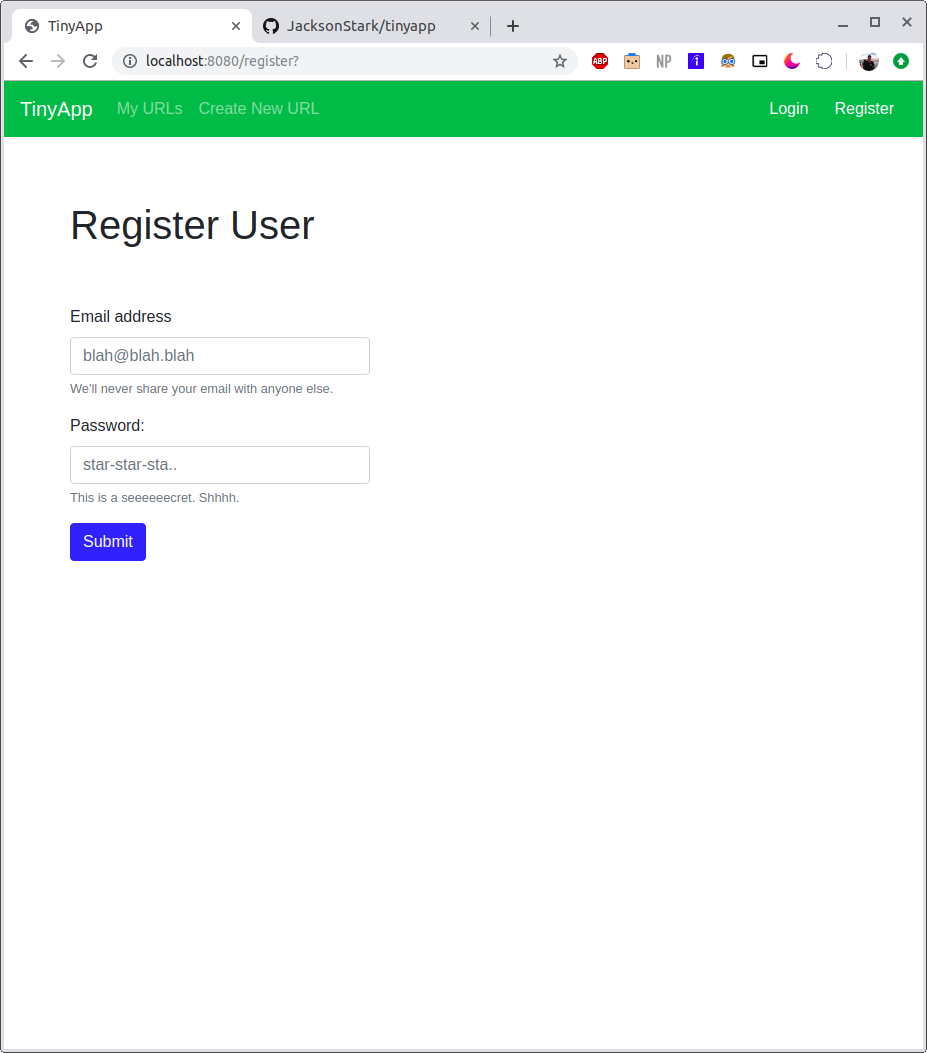 TinyApp
JacksonStark/tinyapp
localhost:8080/register?
ABP
NP
TinyApp My URLs Create New URL Login Register
Register User
Email address
blah@blah.blah
We'll never share your email with anyone else.
Password:
star-star-sta..
This is a seeeeeecret. Shhhh.
Submit